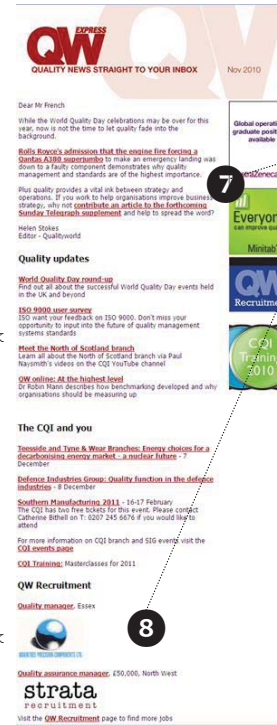 EXPRESS
QW
QUALITY NEWS STRAIGHT TO YOUR INBOX
Nov 2010
Dear Mr French
While the World Quality Day celebrations may be over for this
year, now is not the time to let quality fade into the
background.
Rolls Royce's admission that the engine fire forcing a
Qantas A380 superjumbo to make an emergency landing was
down to a faulty component demonstrates why quality
management and standards are of the highest importance.
Plus quality provides a vital link between strategy and
operations. If you work to help organisations improve business
strategy, why not contribute an article to the forthcoming
Sunday Telegraph supplement and help to spread the word?
Helen Stokes
Editor - Qualityworld
Quality updates
World Quality Day round-up
Find out all about the successful World Quality Day events held
in the UK and beyond
ISO 9000 user survey
ISO want your feedback on ISO 9000. Don't miss your
opportunity to input into the future of quality management
systems standards
Meet the North of Scotland branch
Learn all about the North of Scotland branch via Paul
Naysmith's videos on the CQI YouTube channel
QW online: At the highest level
Dr Robin Mann describes how benchmarking developed and why
organisations should be measuring up
The CQI and you
Teesside and Tyne & Wear Branches: Energy choices for a
decarbonising energy market - a nuclear future - 7
December
Defence Industries Group: Quality function in the defence
industries - 8 December
Southern Manufacturing 2011 - 16-17 February
The CQI has two free tickets for this event. Please contact
Catherine Bithell on T: 0207 245 6676 if you would like to
attend
For more information on CQI branch and SIG events visit the
CQI events page
CQI Training: Masterclasses for 2011
QW Recruitment
Quality manager, Essex
Quality assurance manager, £50,000, North West
strata
recruitment
Visit the QW Recruitment page to find more jobs
Global operati
graduate posit
available
7
Zeneca
Everyon
can improve qua
Minitab
QW
Recruitme
CQI
Training
2010
8